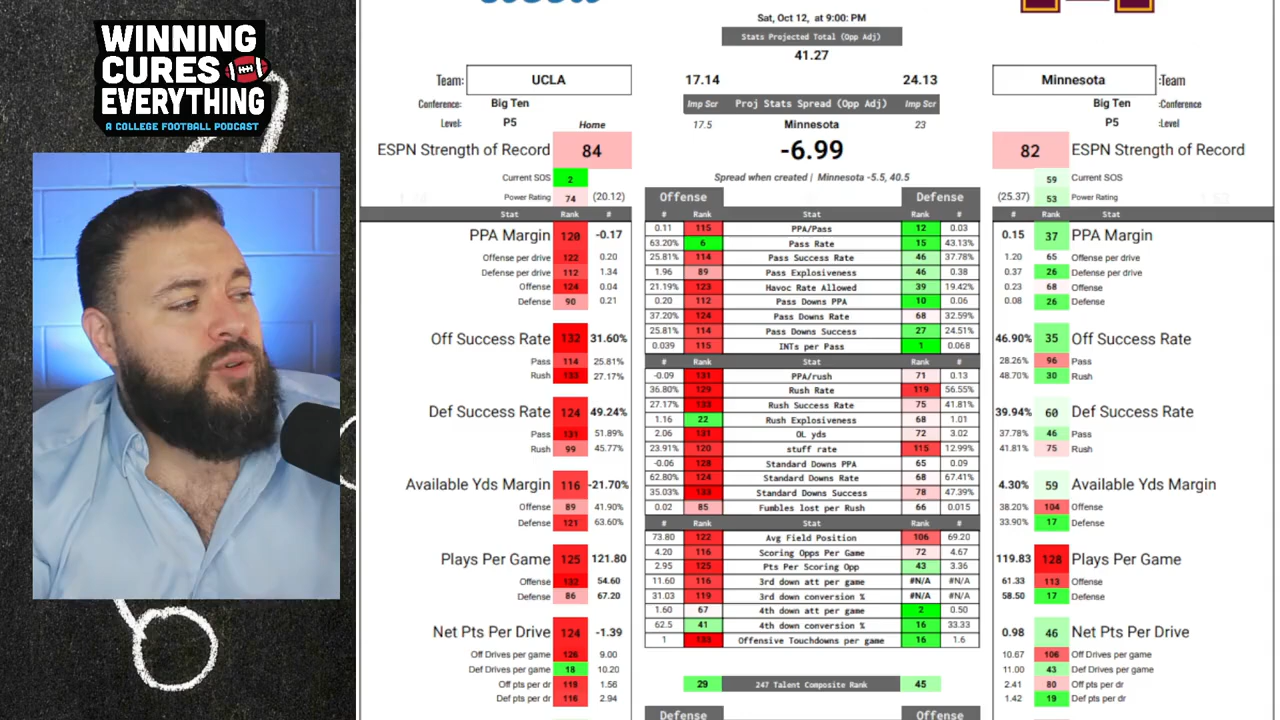 WINNING
CURES
EVERYTHING
A COLLEGE FOOTBALL PODCAST
Sat, Oct 12, at 9:00: PM
Stats Projected Total (Opp Adj)
41.27
Team: UCLA 17.14 24.13 Minnesota :Team
Conference: Big Ten Imp Scr Proj Stats Spread (Opp Adj) Imp Scr Big Ten :Conference
Level: P5 Home 17.5 Minnesota 23 P5 :Level
ESPN Strength of Record 84 -6.99 82 ESPN Strength of Record
Current SOS 2 Spread when created | Minnesota -5.5, 40.5 59 Current SOS
Power Rating 74 (20.12) Offense Defense (25.37) 53 Power Rating
Stat Rank # # Rank Stat Rank # # Rank Stat
PPA Margin 120 -0.17 0.11 115 PPA/Pass 12 0.03 0.15 37 PPA Margin
63.20% 6 Pass Rate 15 43.13%
Offense per drive 122 0.20 25.81% 114 Pass Success Rate 46 37.78% 1.20 65 Offense per drive
Defense per drive 112 1.34 1.96 89 Pass Explosiveness 46 0.38 0.37 26 Defense per drive
Offense 124 0.04 21.19% 123 Havoc Rate Allowed 39 19.42% 0.23 68 Offense
Defense 90 0.21 0.20 112 Pass Downs PPA 10 0.06 0.08 26 Defense
37.20% 124 Pass Downs Rate 68 32.59%
Off Success Rate 132 31.60% 25.81% 114 Pass Downs Success 27 24.51% 46.90% 35 Off Success Rate
0.039 115 INTs per Pass 1 0.068
Pass 114 25.81% # Rank Stat Rank # 28.26% 96 Pass
Rush 133 27.17% -0.09 131 PPA/rush 71 0.13 48.70% 30 Rush
36.80% 129 Rush Rate 119 56.55%
Def Success Rate 124 49.24% 27.17% 133 Rush Success Rate 75 41.81% 39.94% 60 Def Success Rate
1.16 22 Rush Explosiveness 68 1.01
Pass 131 51.89% 2.06 131 OL yds 72 3.02 37.78% 46 Pass
Rush 99 45.77% 23.91% 120 stuff rate 115 12.99% 41.81% 75 Rush
-0.06 128 Standard Downs PPA 65 0.09
Available Yds Margin 116 -21.70% 62.80% 124 Standard Downs Rate 68 67.41% 4.30% 59 Available Yds Margin
35.03% 133 Standard Downs Success 78 47.39%
Offense 89 41.90% 0.02 85 Fumbles lost per Rush 66 0.015 38.20% 104 Offense
Defense 121 63.60% # Rank Stat Rank # 33.90% 17 Defense
73.80 122 Avg Field Position 106 69.20
Plays Per Game 125 121.80 4.20 116 Scoring Opps Per Game 72 4.67 119.83 128 Plays Per Game
2.95 125 Pts Per Scoring Opp 43 3.36
Offense 132 54.60 11.60 116 3rd down att per game #N/A #N/A 61.33 113 Offense
Defense 86 67.20 31.03 119 3rd down conversion % #N/A #N/A 58.50 17 Defense
1.60 67 4th down att per game 2 0.50
Net Pts Per Drive 124 -1.39 62.5 41 4th down conversion % 16 33.33 0.98 46 Net Pts Per Drive
1 133 Offensive Touchdowns per game 16 1.6
Off Drives per game 126 9.00 10.67 106 Off Drives per game
Def Drives per game 18 10.20 11.00 43 Def Drives per game
Off pts per dr 119 1.56 29 247 Talent Composite Rank 45 2.41 80 Off pts per dr
Def pts per dr 116 2.94 1.42 19 Def pts per dr
Defense Offense